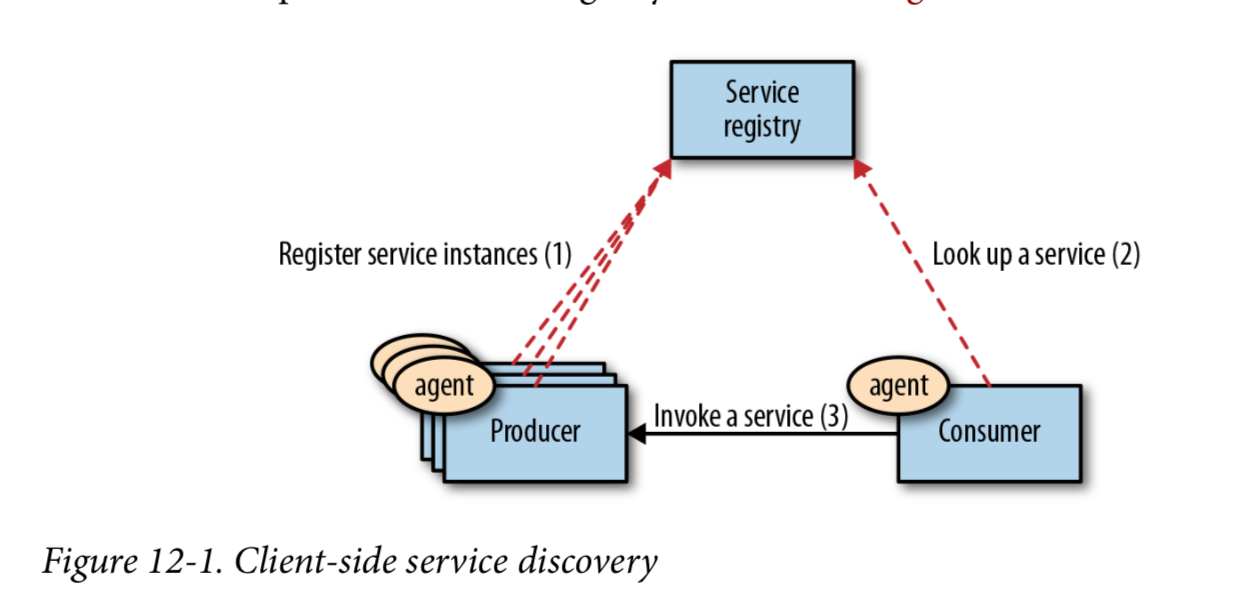 Service
registry
Register service instances (1)
Look up a service (2)
agent
agent
Invoke a service (3)
Producer
Consumer
Figure 12-1. Client-side service discovery